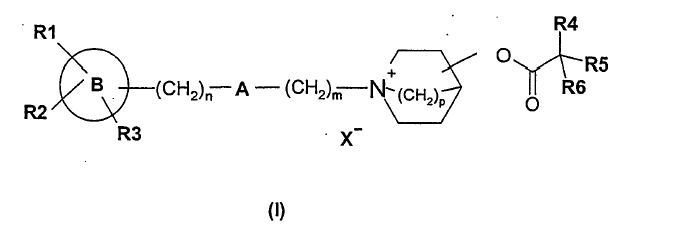 R1 R4
B (CH₂)ₙ A (CH₂)ₘ N⁺ (CH₂)ₚ O R5
R2 R3 X⁻ O R6
(I)